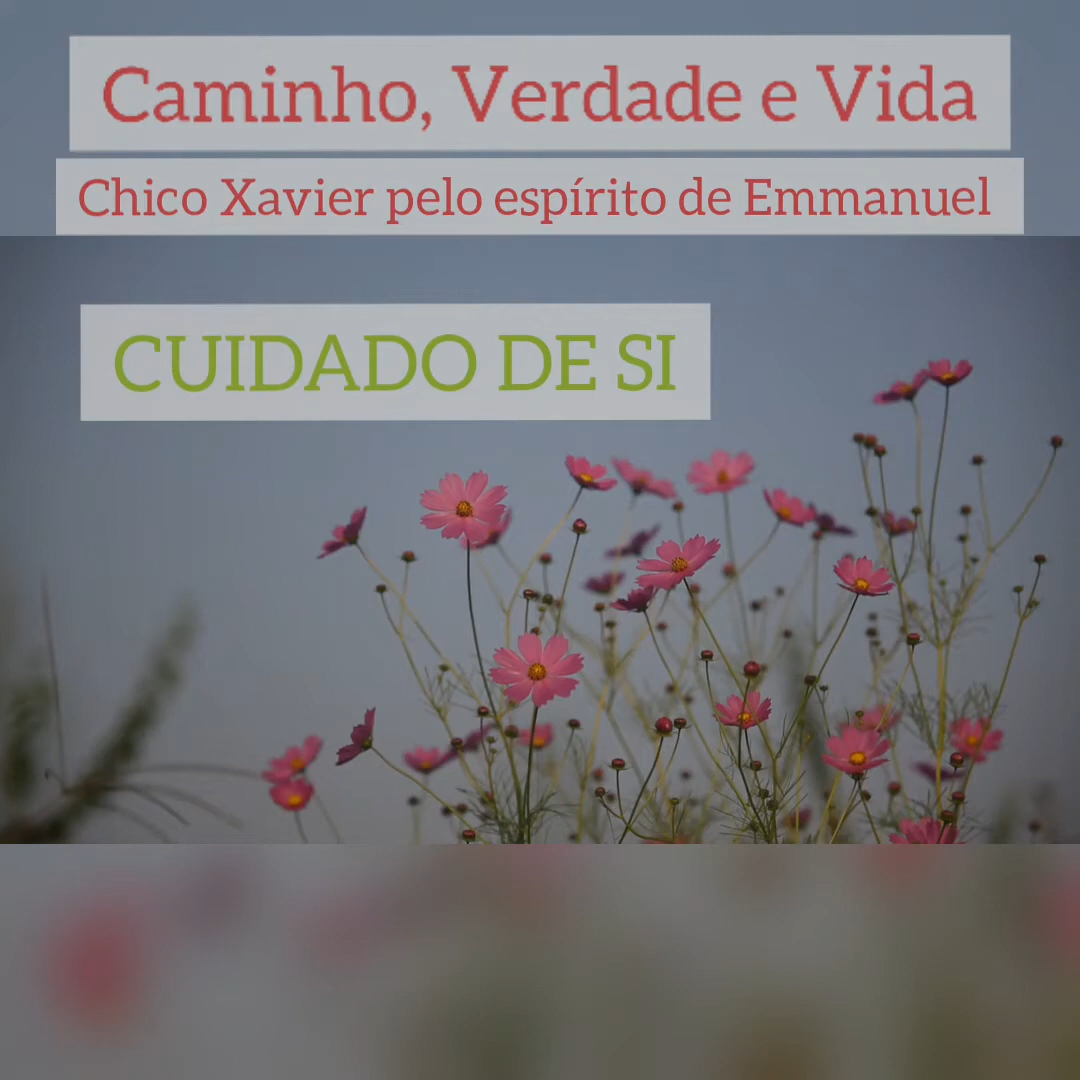 Caminho, Verdade e Vida
Chico Xavier pelo espírito de Emmanuel
CUIDADO DE SI